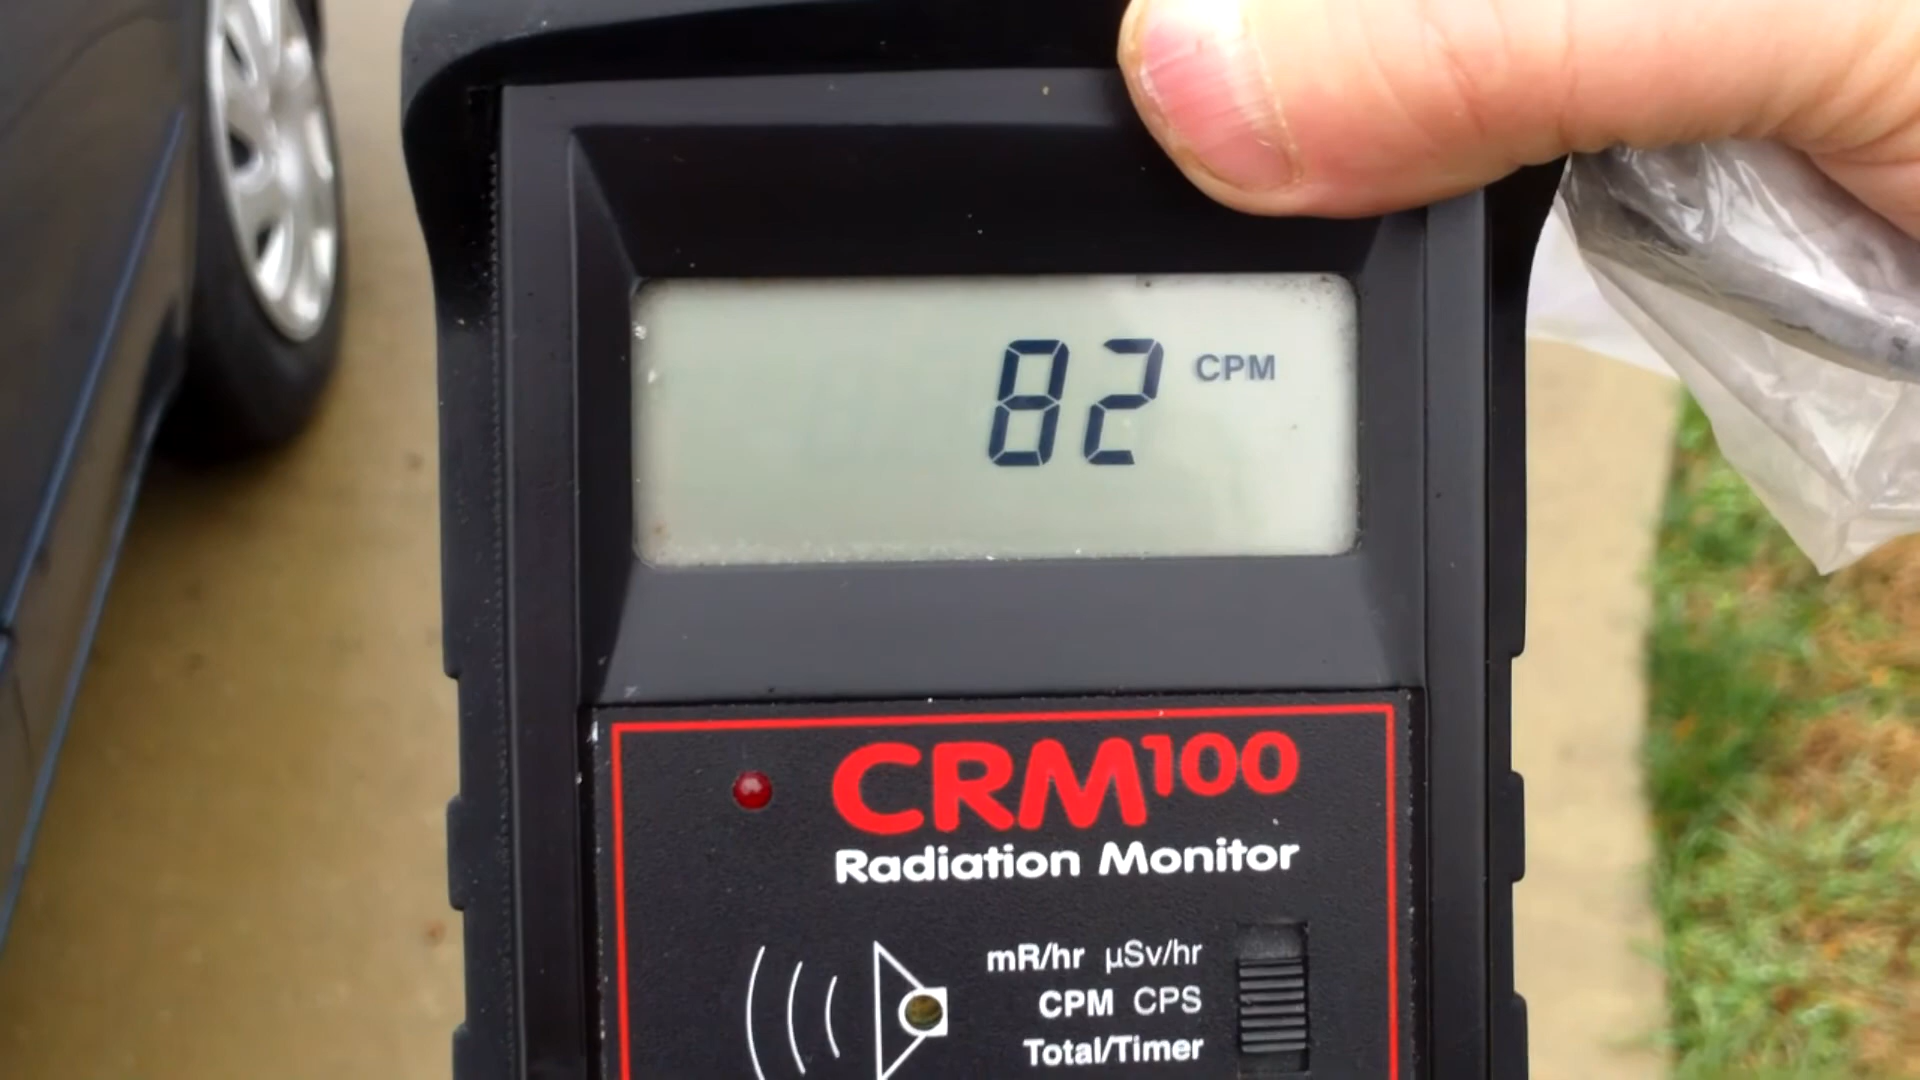 82 CPM
CRM100
Radiation Monitor
mR/hr µSv/hr
CPM CPS
Total/Timer